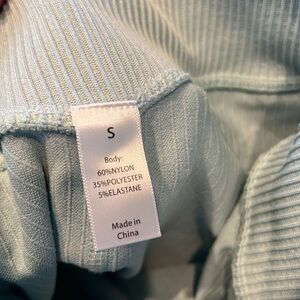 S
Body:
60%NYLON
35%POLYESTER
5%ELASTANE
Made in
China